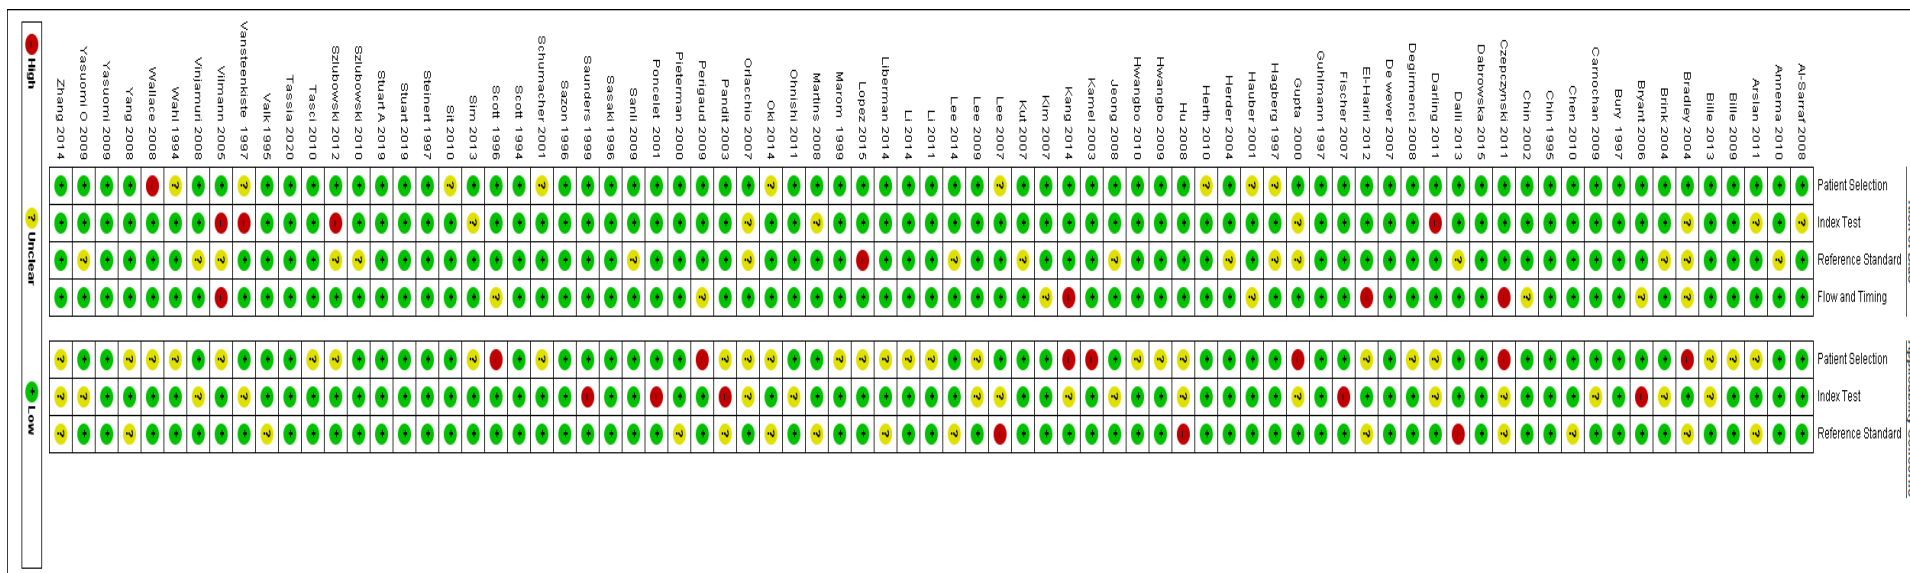 Patient Selection
Index Test
Reference Standard
Flow and Timing
Patient Selection
Index Test
Reference Standard
Al-Sarraf 2008
Annema 2010
Arslan 2011
Bille 2009
Bille 2013
Bradley 2004
Brink 2004
Bryant 2006
Bury 1997
Carnochan 2009
Chen 2010
Chin 1995
Chin 2002
Czepczynski 2011
Dabrowska 2015
Dalli 2013
Darling 2011
Degirmenci 2008
De wever 2007
El-Hariri 2012
Fischer 2007
Guhlmann 1997
Gupta 2000
Hagberg 1997
Hauber 2001
Herder 2004
Herth 2010
Hu 2008
Hwangbo 2009
Hwangbo 2010
Jeong 2008
Kamel 2003
Kang 2014
Kim 2007
Kut 2007
Lee 2007
Lee 2009
Lee 2014
Li 2011
Li 2014
Liberman 2014
Lopez 2015
Marom 1999
Martins 2008
Ohnishi 2011
Oki 2014
Orlacchio 2007
Pandit 2003
Perigaud 2009
Pieterman 2000
Poncelet 2001
Sanli 2009
Sasaki 1996
Saunders 1999
Sazon 1996
Schumacher 2001
Scott 1994
Scott 1996
Sim 2013
Sit 2010
Steinert 1997
Stuart 2019
Stuart A 2019
Szlubowski 2010
Szlubowski 2012
Tasci 2010
Tassia 2020
Valk 1995
Vansteenkiste 1997
Vilmann 2005
Vinjamuri 2008
Wahl 1994
Wallace 2008
Yang 2008
Yasuomi 2009
Yasuomi O 2009
Zhang 2014
High
Unclear
Low